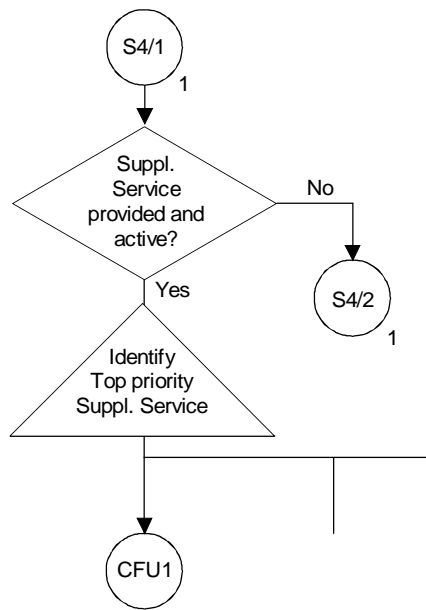 S4/1
1
Suppl.
Service
provided and
active?
No
Yes
S4/2
1
Identify
Top priority
Suppl. Service
CFU1